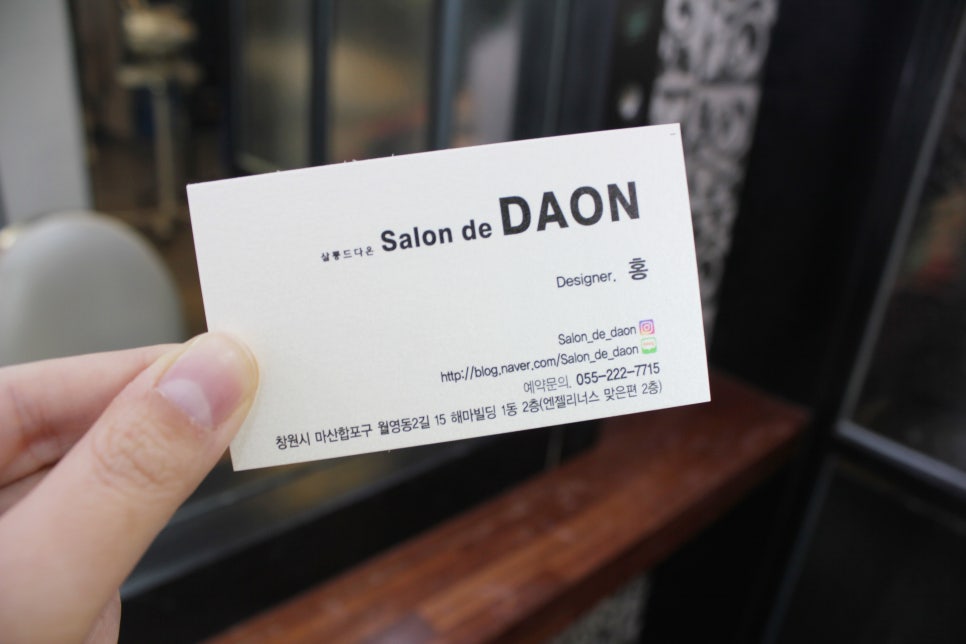 살롱드다온 Salon de DAON
Designer. 홍
Salon_de_daon
http://blog.naver.com/Salon_de_daon
예약문의. 055-222-7715
창원시 마산합포구 월영동2길 15 해마빌딩 1동 2층(엔젤리너스 맞은편 2층)